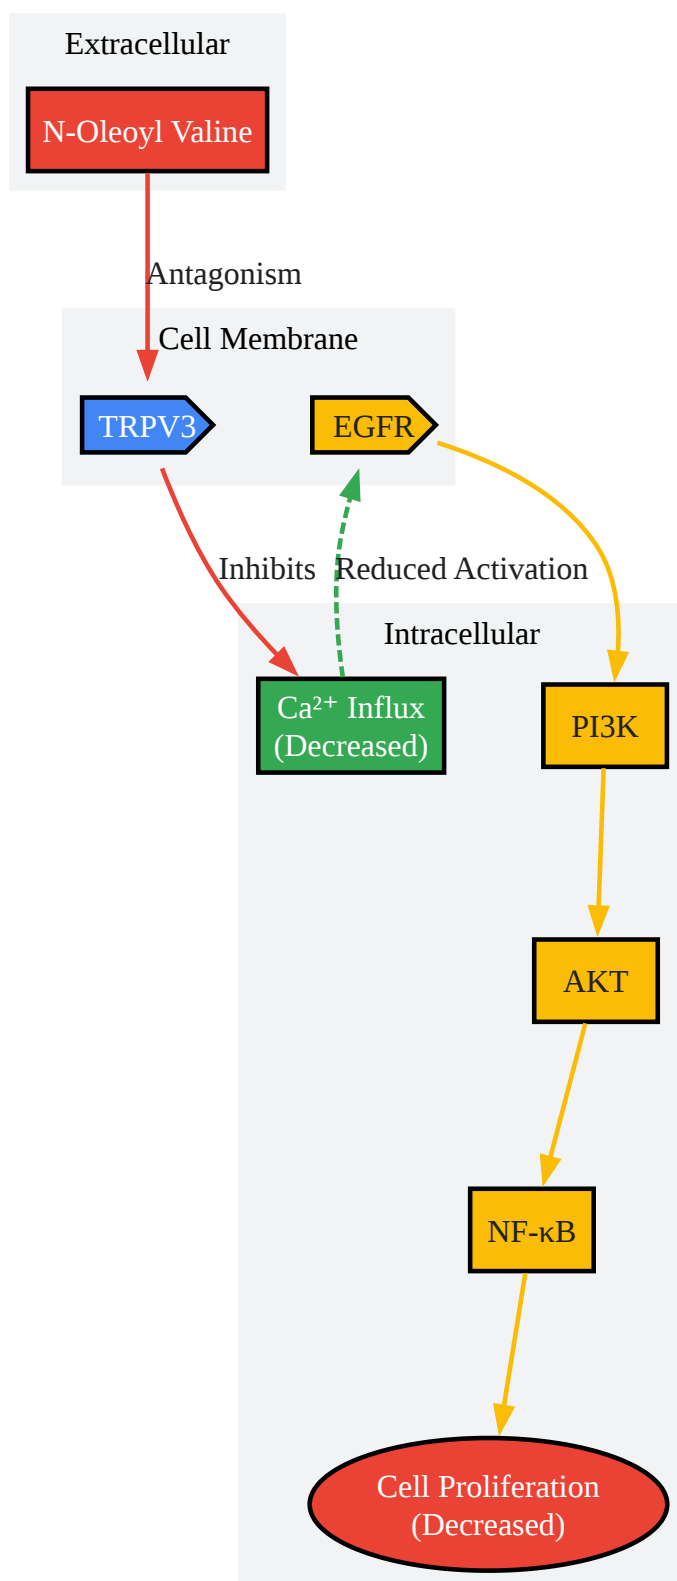 Extracellular
N-Oleoyl Valine
Antagonism
Cell Membrane
TRPV3
EGFR
Inhibits
Reduced Activation
Intracellular
Ca²⁺ Influx
(Decreased)
PI3K
AKT
NF-κB
Cell Proliferation
(Decreased)